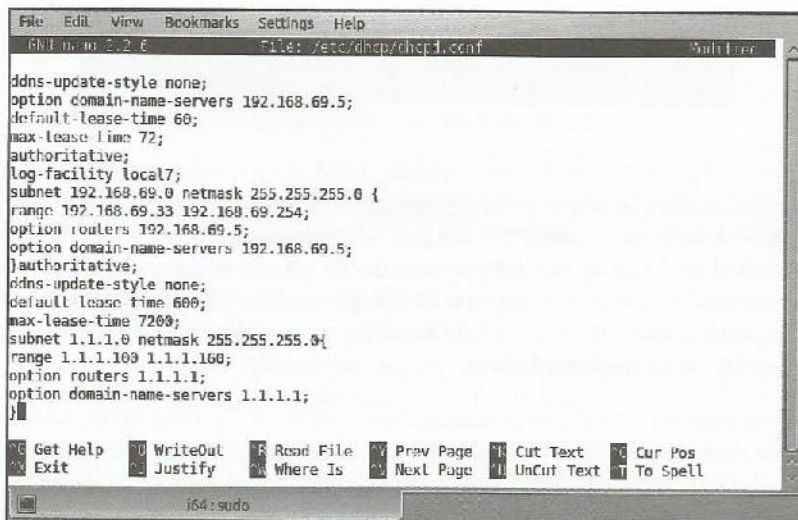 File Edit View Bookmarks Settings Help
GNU nano 2.2.6 File: /etc/dhcp/dhcpd.conf Modified
ddns-update-style none;
option domain-name-servers 192.168.69.5;
default-lease-time 60;
max-lease-time 72;
authoritative;
log-facility local7;
subnet 192.168.69.0 netmask 255.255.255.0 {
range 192.168.69.33 192.168.69.254;
option routers 192.168.69.5;
option domain-name-servers 192.168.69.5;
}authoritative;
ddns-update-style none;
default-lease-time 600;
max-lease-time 7200;
subnet 1.1.1.0 netmask 255.255.255.0{
range 1.1.1.100 1.1.1.160;
option routers 1.1.1.1;
option domain-name-servers 1.1.1.1;
}
^G Get Help ^O WriteOut ^R Read File ^Y Prev Page ^K Cut Text ^C Cur Pos
^X Exit ^J Justify ^W Where Is ^V Next Page ^U UnCut Text ^T To Spell
i64 : sudo